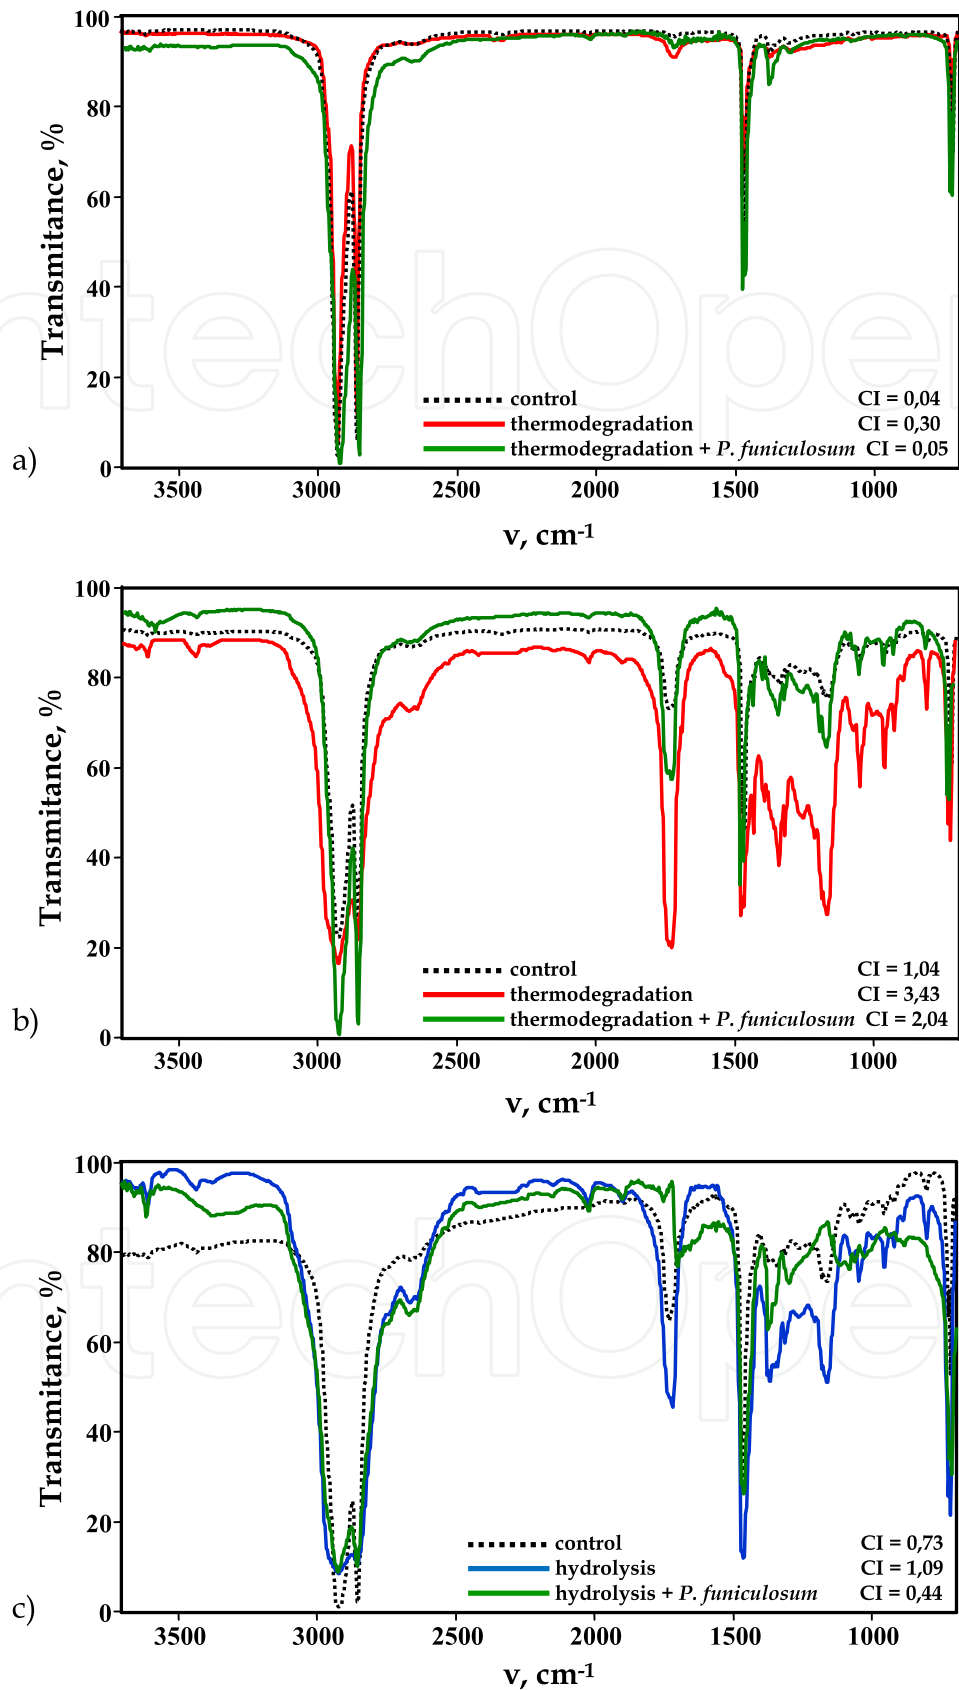 100
80
60
40
20
0
Transmitance, %
a)
control CI = 0,04
thermodegradation CI = 0,30
thermodegradation + P. funiculosum CI = 0,05
3500 3000 2500 2000 1500 1000
ν, cm-1
100
80
60
40
20
0
Transmitance, %
b)
control CI = 1,04
thermodegradation CI = 3,43
thermodegradation + P. funiculosum CI = 2,04
3500 3000 2500 2000 1500 1000
ν, cm-1
100
80
60
40
20
0
Transmitance, %
c)
control CI = 0,73
hydrolysis CI = 1,09
hydrolysis + P. funiculosum CI = 0,44
3500 3000 2500 2000 1500 1000
ν, cm-1
ntechOpen
ntechOpe